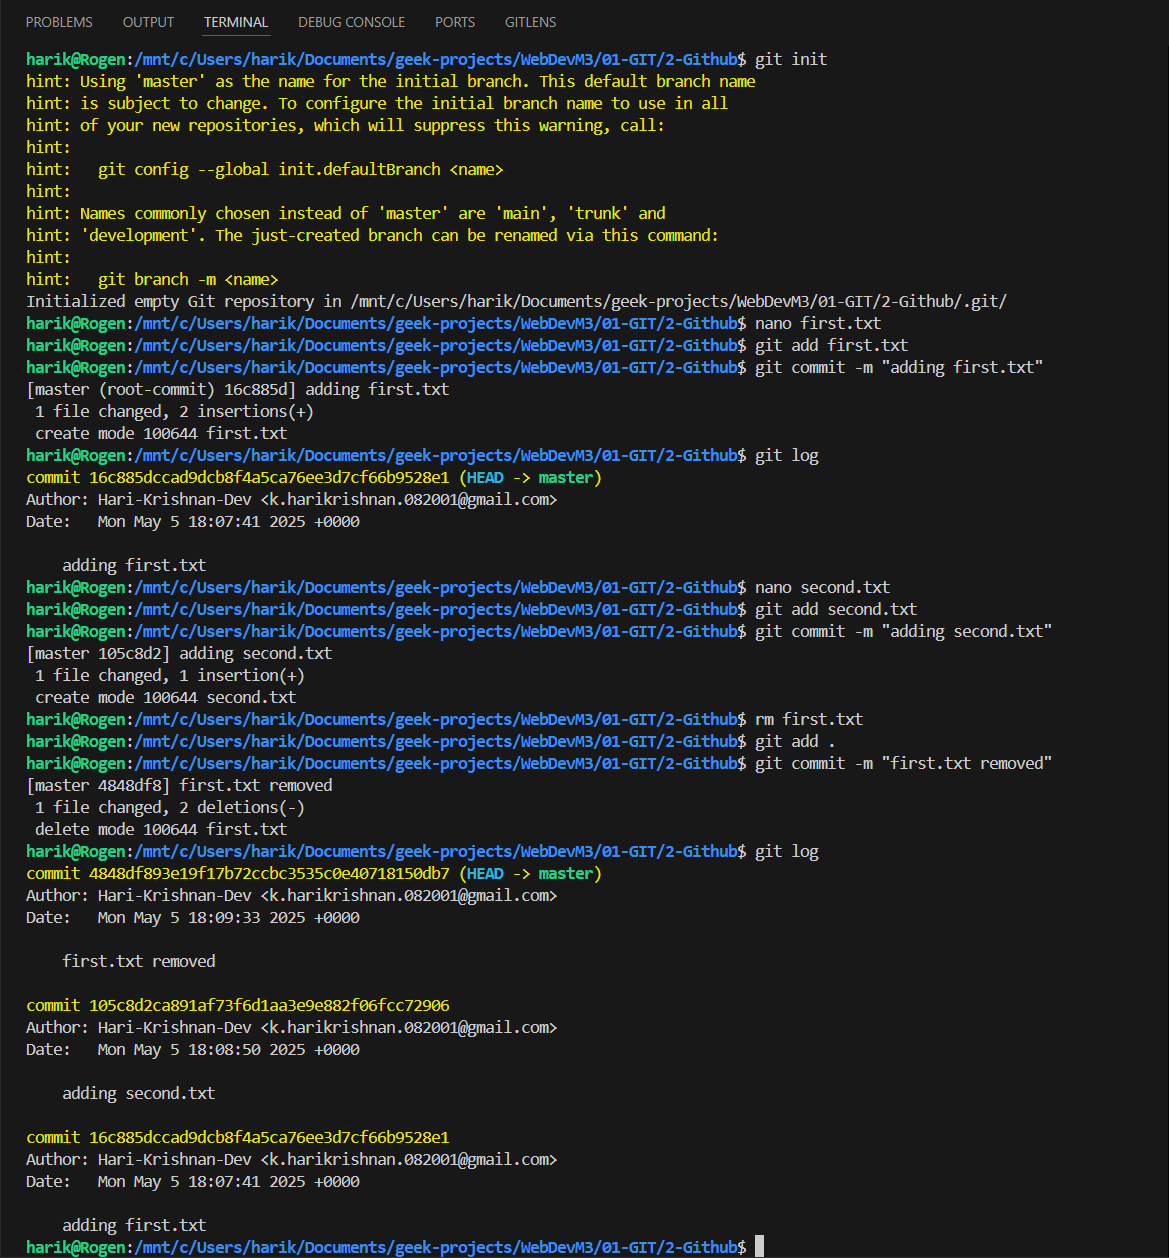 PROBLEMS OUTPUT TERMINAL DEBUG CONSOLE PORTS GITLENS
harik@Rogen:/mnt/c/Users/harik/Documents/geek-projects/WebDevM3/01-GIT/2-Github$ git init
hint: Using 'master' as the name for the initial branch. This default branch name
hint: is subject to change. To configure the initial branch name to use in all
hint: of your new repositories, which will suppress this warning, call:
hint:
hint:   git config --global init.defaultBranch <name>
hint:
hint: Names commonly chosen instead of 'master' are 'main', 'trunk' and
hint: 'development'. The just-created branch can be renamed via this command:
hint:
hint:   git branch -m <name>
Initialized empty Git repository in /mnt/c/Users/harik/Documents/geek-projects/WebDevM3/01-GIT/2-Github/.git/
harik@Rogen:/mnt/c/Users/harik/Documents/geek-projects/WebDevM3/01-GIT/2-Github$ nano first.txt
harik@Rogen:/mnt/c/Users/harik/Documents/geek-projects/WebDevM3/01-GIT/2-Github$ git add first.txt
harik@Rogen:/mnt/c/Users/harik/Documents/geek-projects/WebDevM3/01-GIT/2-Github$ git commit -m "adding first.txt"
[master (root-commit) 16c885d] adding first.txt
 1 file changed, 2 insertions(+)
 create mode 100644 first.txt
harik@Rogen:/mnt/c/Users/harik/Documents/geek-projects/WebDevM3/01-GIT/2-Github$ git log
commit 16c885dccad9dcb8f4a5ca76ee3d7cf66b9528e1 (HEAD -> master)
Author: Hari-Krishnan-Dev <k.harikrishnan.082001@gmail.com>
Date:   Mon May 5 18:07:41 2025 +0000
    adding first.txt
harik@Rogen:/mnt/c/Users/harik/Documents/geek-projects/WebDevM3/01-GIT/2-Github$ nano second.txt
harik@Rogen:/mnt/c/Users/harik/Documents/geek-projects/WebDevM3/01-GIT/2-Github$ git add second.txt
harik@Rogen:/mnt/c/Users/harik/Documents/geek-projects/WebDevM3/01-GIT/2-Github$ git commit -m "adding second.txt"
[master 105c8d2] adding second.txt
 1 file changed, 1 insertion(+)
 create mode 100644 second.txt
harik@Rogen:/mnt/c/Users/harik/Documents/geek-projects/WebDevM3/01-GIT/2-Github$ rm first.txt
harik@Rogen:/mnt/c/Users/harik/Documents/geek-projects/WebDevM3/01-GIT/2-Github$ git add .
harik@Rogen:/mnt/c/Users/harik/Documents/geek-projects/WebDevM3/01-GIT/2-Github$ git commit -m "first.txt removed"
[master 4848df8] first.txt removed
 1 file changed, 2 deletions(-)
 delete mode 100644 first.txt
harik@Rogen:/mnt/c/Users/harik/Documents/geek-projects/WebDevM3/01-GIT/2-Github$ git log
commit 4848df893e19f17b72ccbc3535c0e40718150db7 (HEAD -> master)
Author: Hari-Krishnan-Dev <k.harikrishnan.082001@gmail.com>
Date:   Mon May 5 18:09:33 2025 +0000
    first.txt removed
commit 105c8d2ca891af73f6d1aa3e9e882f06fcc72906
Author: Hari-Krishnan-Dev <k.harikrishnan.082001@gmail.com>
Date:   Mon May 5 18:08:50 2025 +0000
    adding second.txt
commit 16c885dccad9dcb8f4a5ca76ee3d7cf66b9528e1
Author: Hari-Krishnan-Dev <k.harikrishnan.082001@gmail.com>
Date:   Mon May 5 18:07:41 2025 +0000
    adding first.txt
harik@Rogen:/mnt/c/Users/harik/Documents/geek-projects/WebDevM3/01-GIT/2-Github$